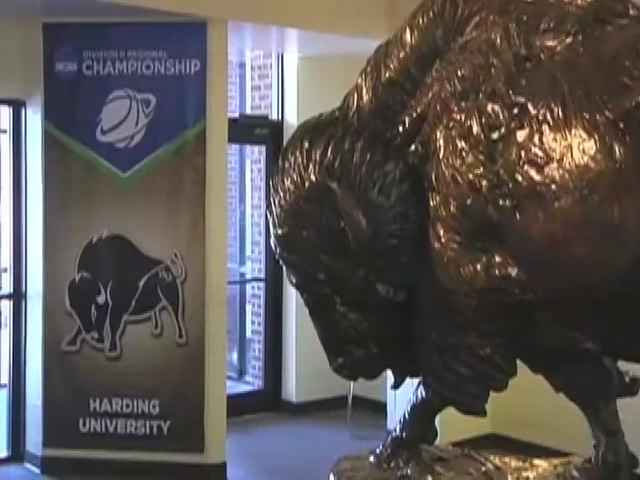 NCAA
DIVISION II REGIONAL
CHAMPIONSHIP
HARDING
UNIVERSITY